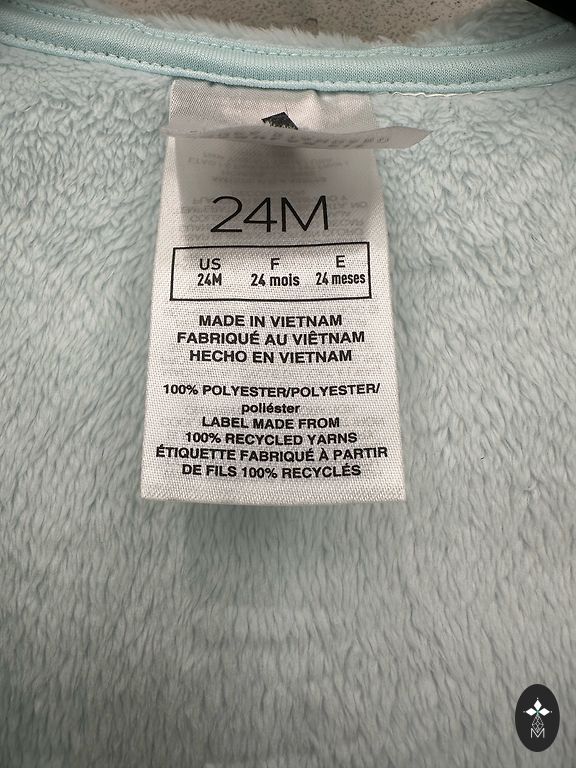 24M
US F E
24M 24 mois 24 meses
MADE IN VIETNAM
FABRIQUÉ AU VIÊTNAM
HECHO EN VIETNAM
100% POLYESTER/POLYESTER/
poliéster
LABEL MADE FROM
100% RECYCLED YARNS
ÉTIQUETTE FABRIQUÉ À PARTIR
DE FILS 100% RECYCLÉS
M